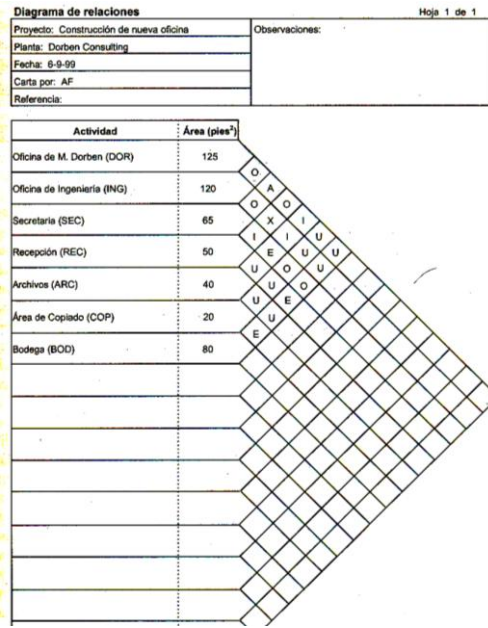 Diagrama de relaciones
Hoja 1 de 1
Proyecto: Construcción de nueva oficina
Observaciones:
Planta: Dorben Consulting
Fecha: 6-9-99
Carta por: AF
Referencia:
Actividad Área (pies²)
Oficina de M. Dorben (DOR) 125
O
Oficina de Ingeniería (ING) 120
A
O O
Secretaria (SEC) 65
X I
I I U
Recepción (REC) 50
E U U
U O U
Archivos (ARC) 40
U O
U E
Área de Copiado (COP) 20
U
E
Bodega (BOD) 80